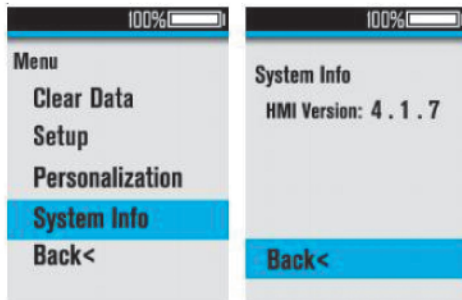 100%
Menu
Clear Data
Setup
Personalization
System Info
Back<
100%
System Info
HMI Version: 4 . 1 . 7
Back<